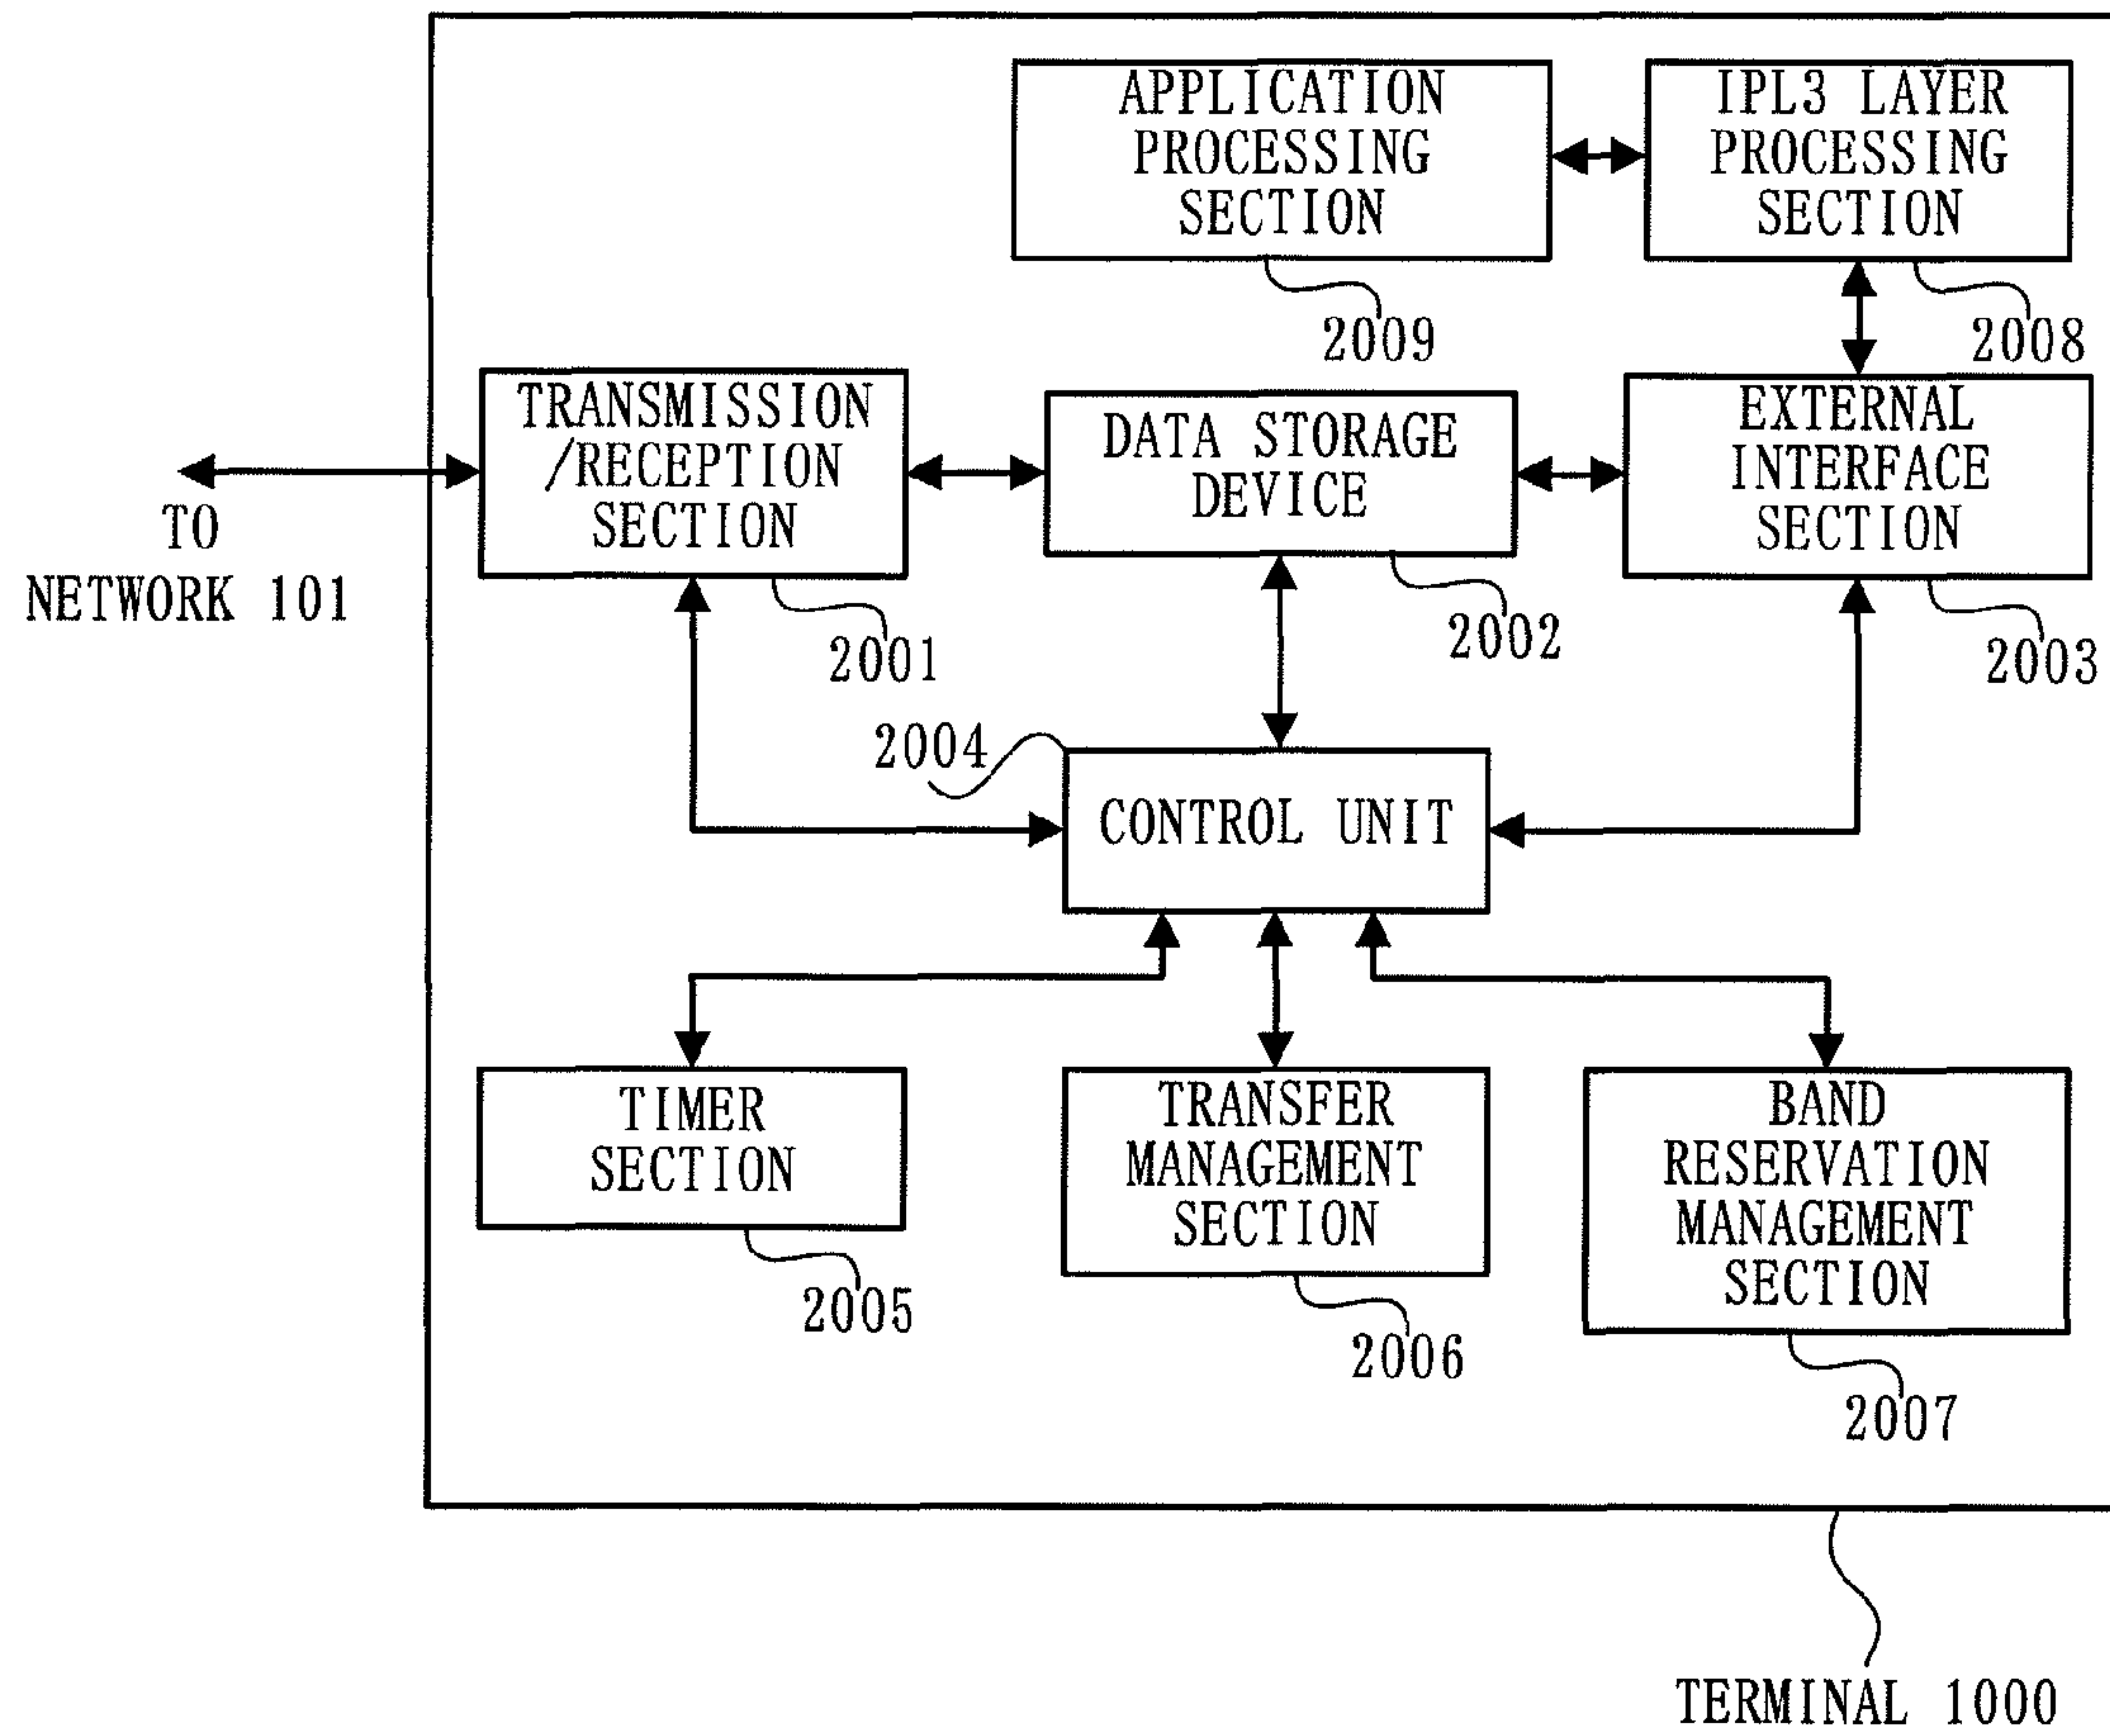 APPLICATION
PROCESSING
SECTION
2009
IPL3 LAYER
PROCESSING
SECTION
2008
TRANSMISSION
/RECEPTION
SECTION
2001
DATA STORAGE
DEVICE
2002
EXTERNAL
INTERFACE
SECTION
2003
TO
NETWORK 101
2004
CONTROL UNIT
TIMER
SECTION
2005
TRANSFER
MANAGEMENT
SECTION
2006
BAND
RESERVATION
MANAGEMENT
SECTION
2007
TERMINAL 1000